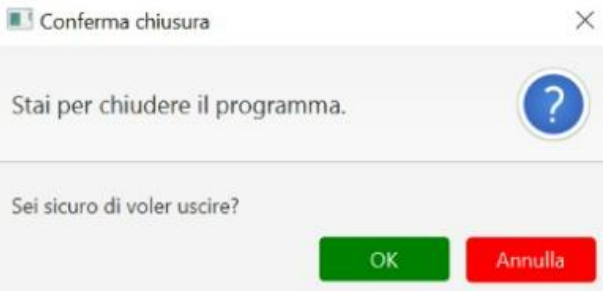 Conferma chiusura
Stai per chiudere il programma.
?
Sei sicuro di voler uscire?
OK Annulla